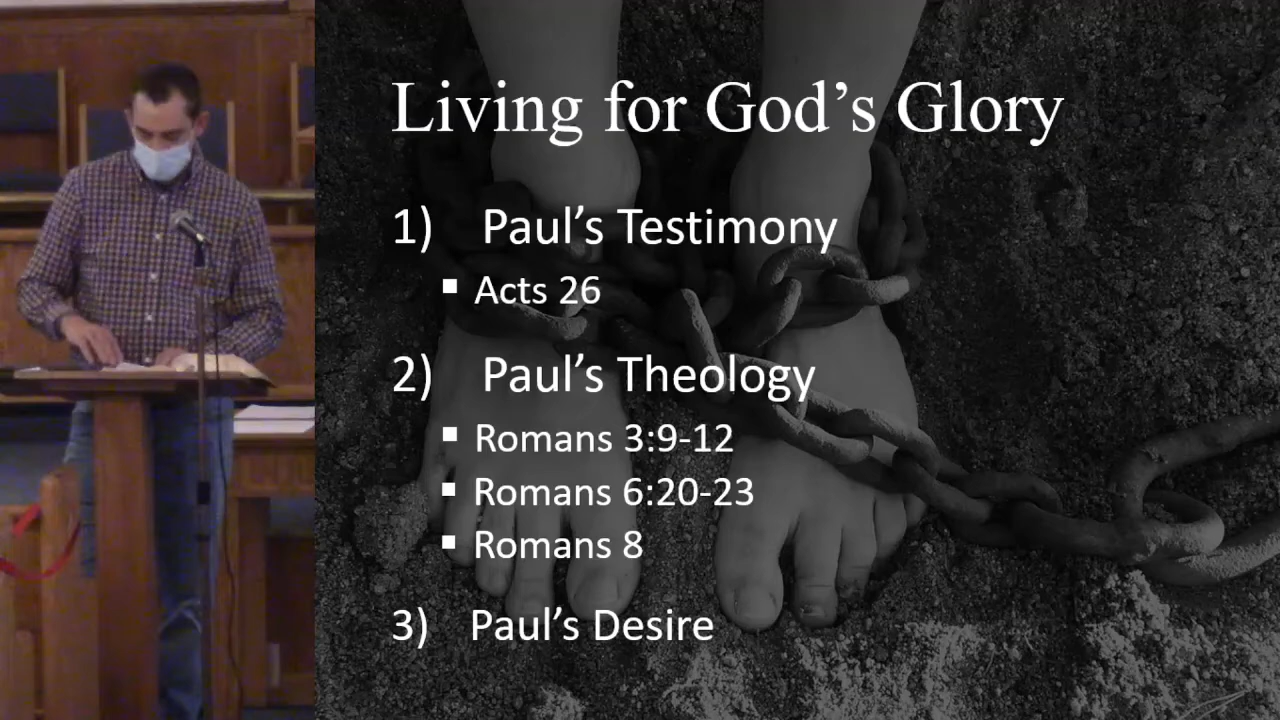 Living for God's Glory
1) Paul's Testimony
▪ Acts 26
2) Paul's Theology
▪ Romans 3:9-12
▪ Romans 6:20-23
▪ Romans 8
3) Paul's Desire